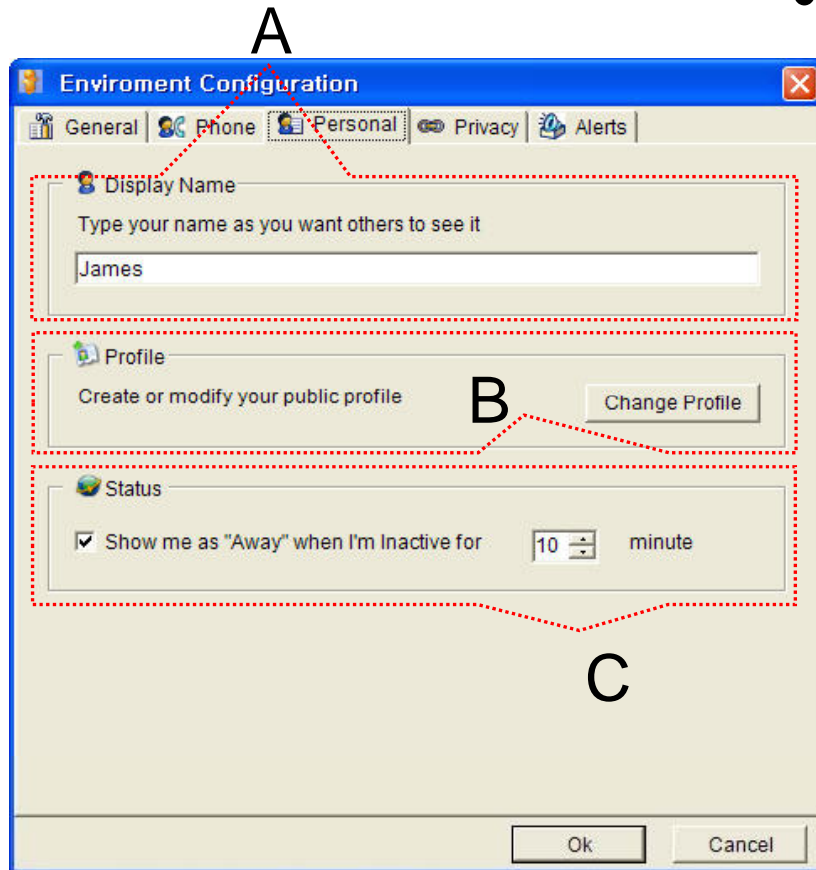 A
Enviroment Configuration
General Phone Personal Privacy Alerts
Display Name
Type your name as you want others to see it
James
Profile
Create or modify your public profile
B
Change Profile
Status
Show me as "Away" when I'm Inactive for 10 minute
C
Ok Cancel